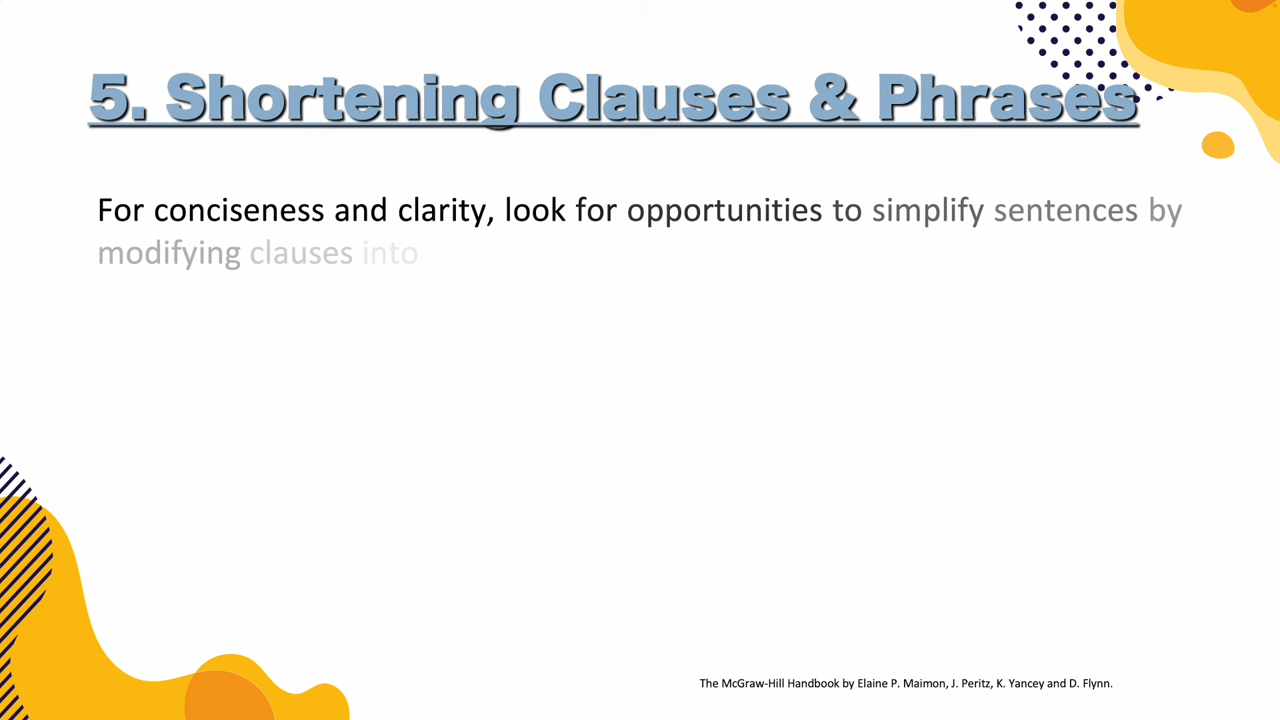 5. Shortening Clauses & Phrases
For conciseness and clarity, look for opportunities to simplify sentences by
modifying clauses into
The McGraw-Hill Handbook by Elaine P. Maimon, J. Peritz, K. Yancey and D. Flynn.